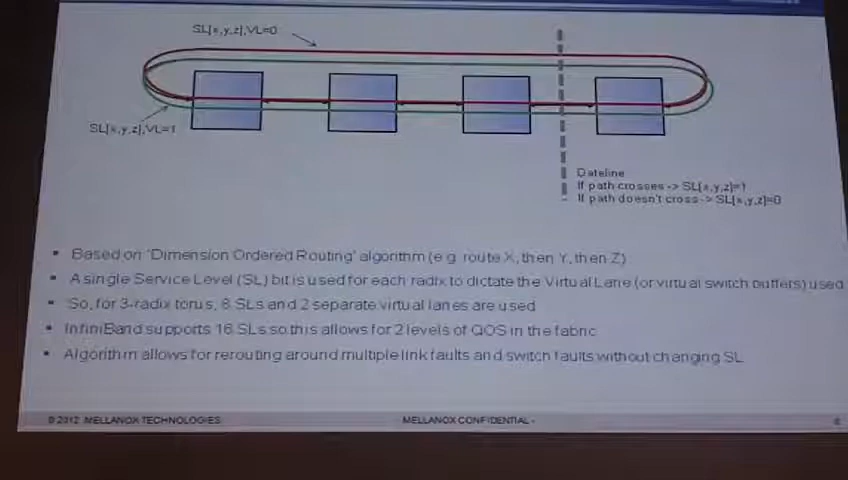 SL[x,y,z],VL=0
SL[x,y,z],VL=1
Dateline
If path crosses -> SL[x,y,z]=1
If path doesn't cross -> SL[x,y,z]=0
Based on 'Dimension Ordered Routing' algorithm (e.g. route X, then Y, then Z)
A single Service Level (SL) bit is used for each radix to dictate the Virtual Lane (or virtual switch buffers) used
So, for 3-radix torus, 8 SLs and 2 separate virtual lanes are used
InfiniBand supports 16 SLs so this allows for 2 levels of QOS in the fabric
Algorithm allows for rerouting around multiple link faults and switch faults without changing SL
© 2012 MELLANOX TECHNOLOGIES - MELLANOX CONFIDENTIAL -